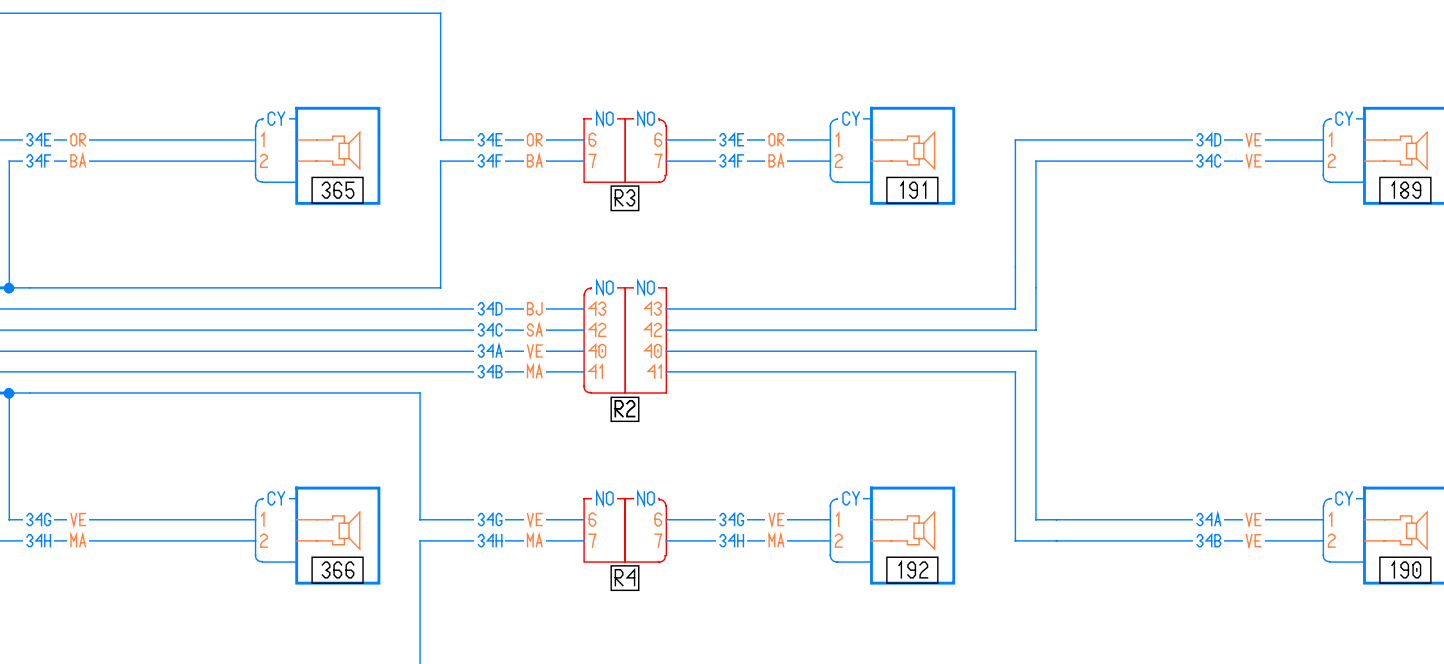 CY NO NO CY CY
34E OR 1 34E OR 6 6 34E OR 1 34D VE 1
34F BA 2 34F BA 7 7 34F BA 2 34C VE 2
365 R3 191 189
NO NO
34D BJ 43 43
34C SA 42 42
34A VE 40 40
34B MA 41 41
R2
CY NO NO CY CY
34G VE 1 34G VE 6 6 34G VE 1 34A VE 1
34H MA 2 34H MA 7 7 34H MA 2 34B VE 2
366 R4 192 190